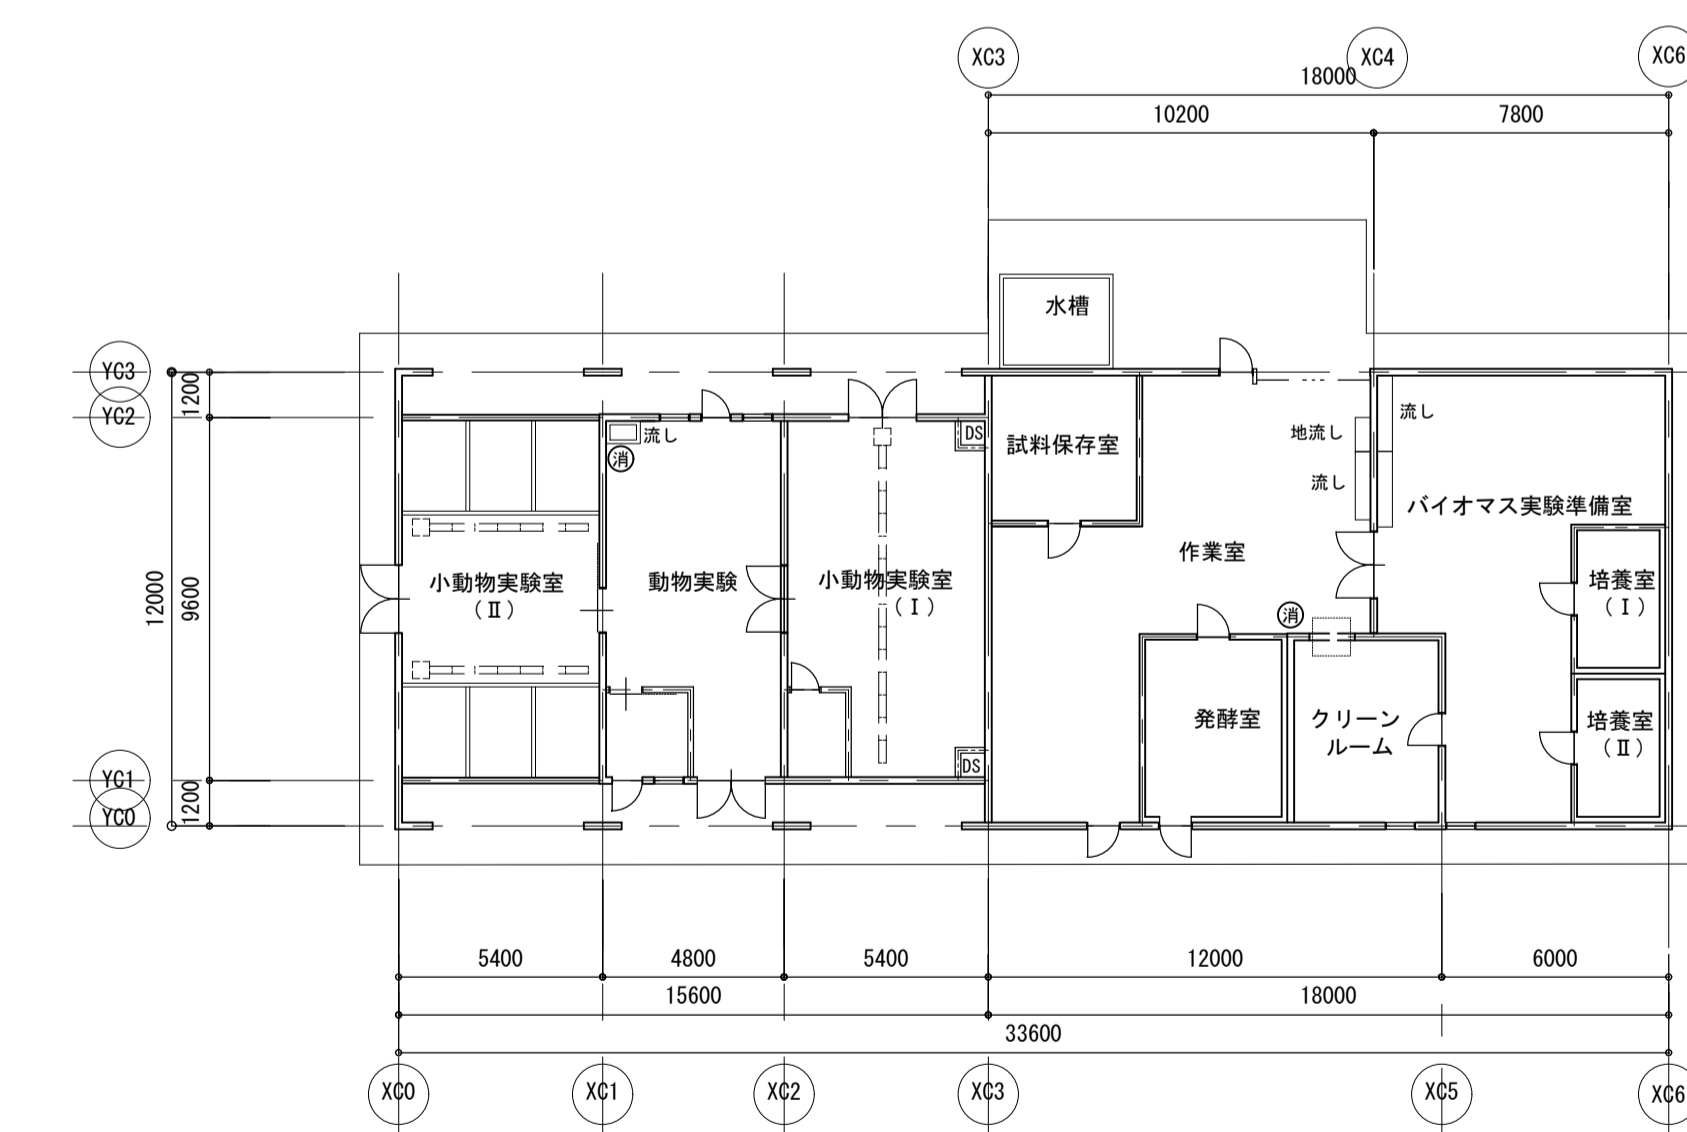 XC3
XC4
XC6
18000
10200
7800
水槽
YC3
YC2
YC1
YC0
1200
9600
1200
12000
流し
消
DS
試料保存室
流し
地流し
流し
バイオマス実験準備室
作業室
小動物実験室
(Ⅱ)
動物実験
小動物実験室
(Ⅰ)
培養室
(Ⅰ)
消
発酵室
クリーン
ルーム
培養室
(Ⅱ)
DS
5400
4800
5400
12000
6000
15600
18000
33600
XC0
XC1
XC2
XC3
XC5
XC6